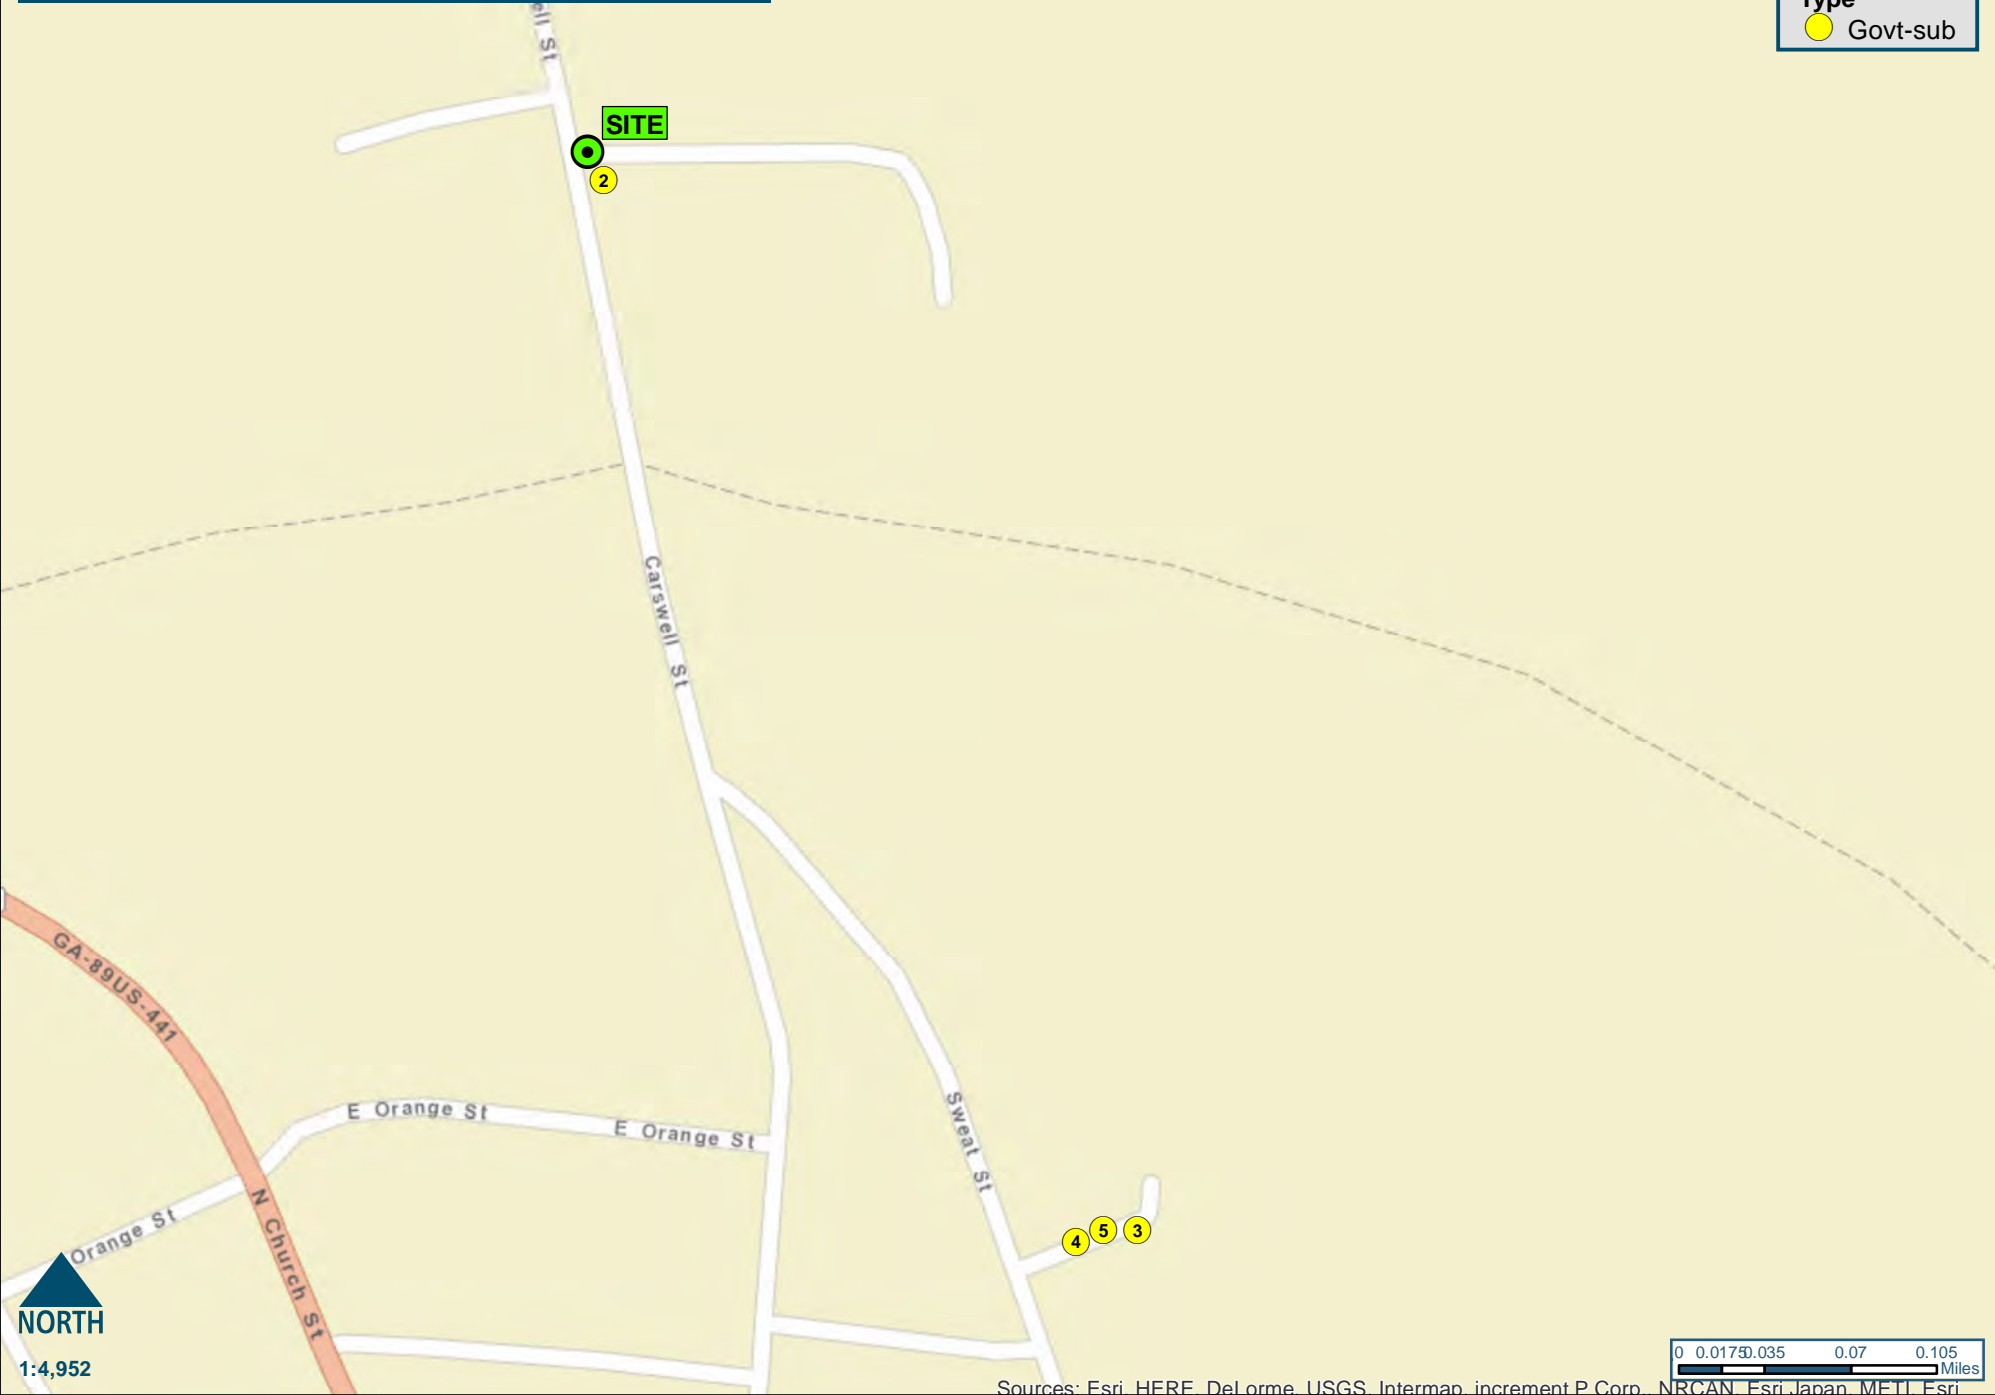 ell St
Type
Govt-sub
SITE
2
Carswell St
GA-89US-441
E Orange St
E Orange St
Sweat St
N Church St
Orange St
4
5
3
NORTH
1:4,952
0 0.0175 0.035 0.07 0.105
Miles
Sources: Esri, HERE, DeLorme, USGS, Intermap, increment P Corp., NRCAN, Esri Japan, METI, Esri